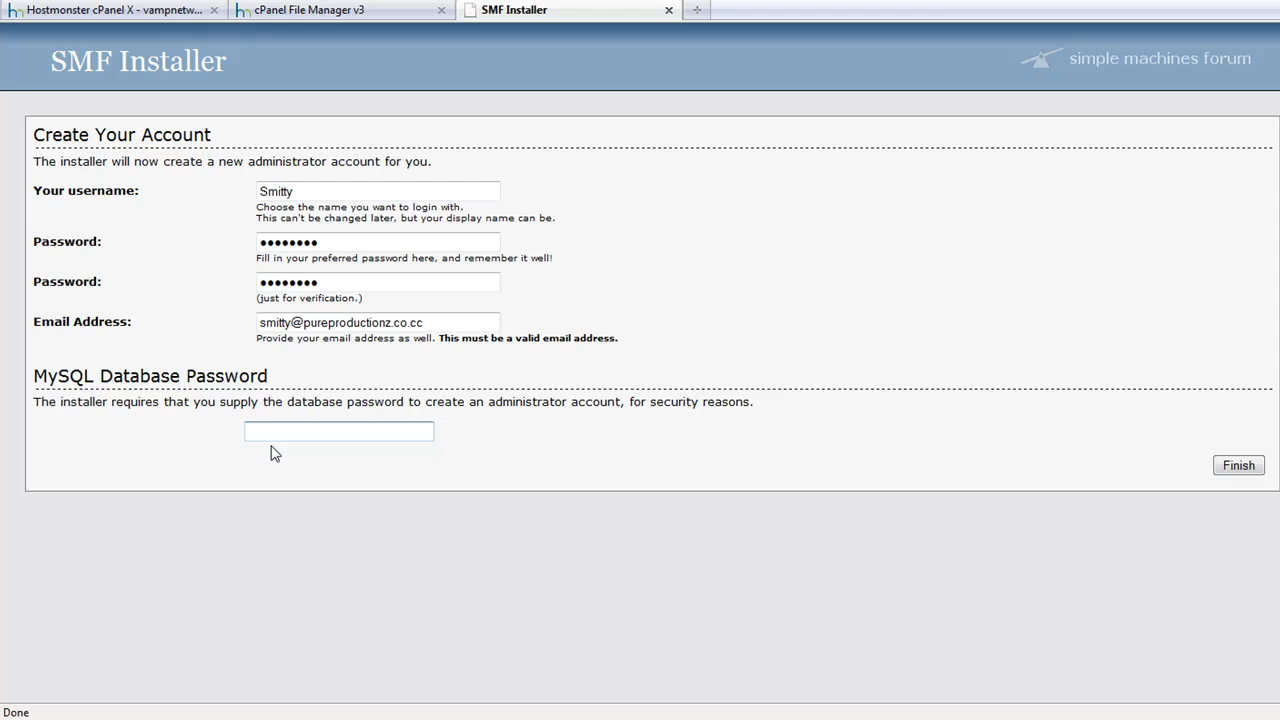 Hostmonster cPanel X - vampnetw...
cPanel File Manager v3
SMF Installer
SMF Installer
simple machines forum
Create Your Account
The installer will now create a new administrator account for you.
Your username:
Smitty
Choose the name you want to login with.
This can't be changed later, but your display name can be.
Password:
●●●●●●●●
Fill in your preferred password here, and remember it well!
Password:
●●●●●●●●
(just for verification.)
Email Address:
smitty@pureproductionz.co.cc
Provide your email address as well. This must be a valid email address.
MySQL Database Password
The installer requires that you supply the database password to create an administrator account, for security reasons.
Finish
Done